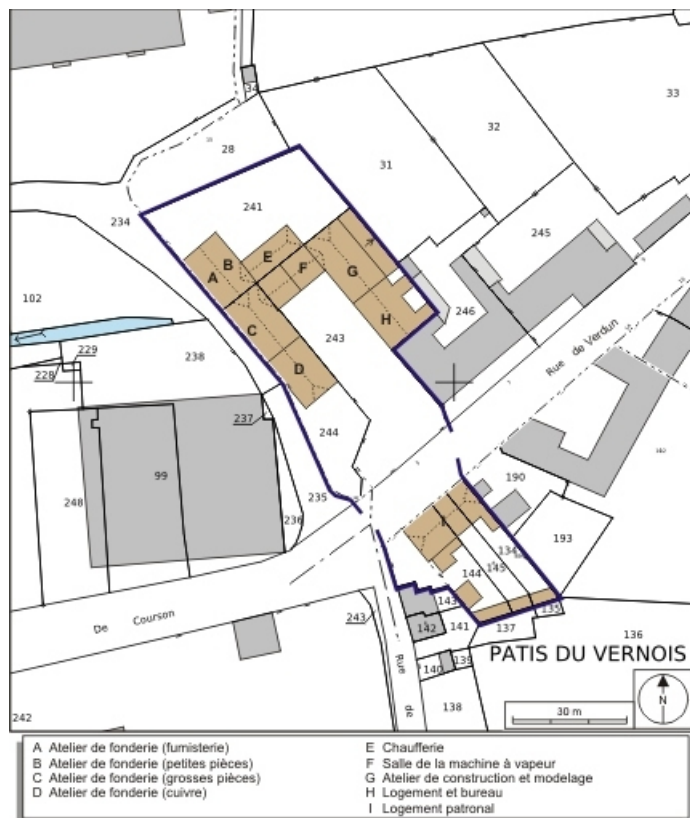 34
33
32
28
31
234
241
245
B
E
A
F
G
102
246
Rue de Verdun
H
C
243
229
238
228
D
237
244
99
190
248
235
I
236
134
193
145
144
De Courson
243
143
135
142
141
137
136
PATIS DU VERNOIS
140
139
Rue de
138
N
30 m
242
A Atelier de fonderie (fumisterie)
B Atelier de fonderie (petites pièces)
C Atelier de fonderie (grosses pièces)
D Atelier de fonderie (cuivre)
E Chaufferie
F Salle de la machine à vapeur
G Atelier de construction et modelage
H Logement et bureau
I Logement patronal